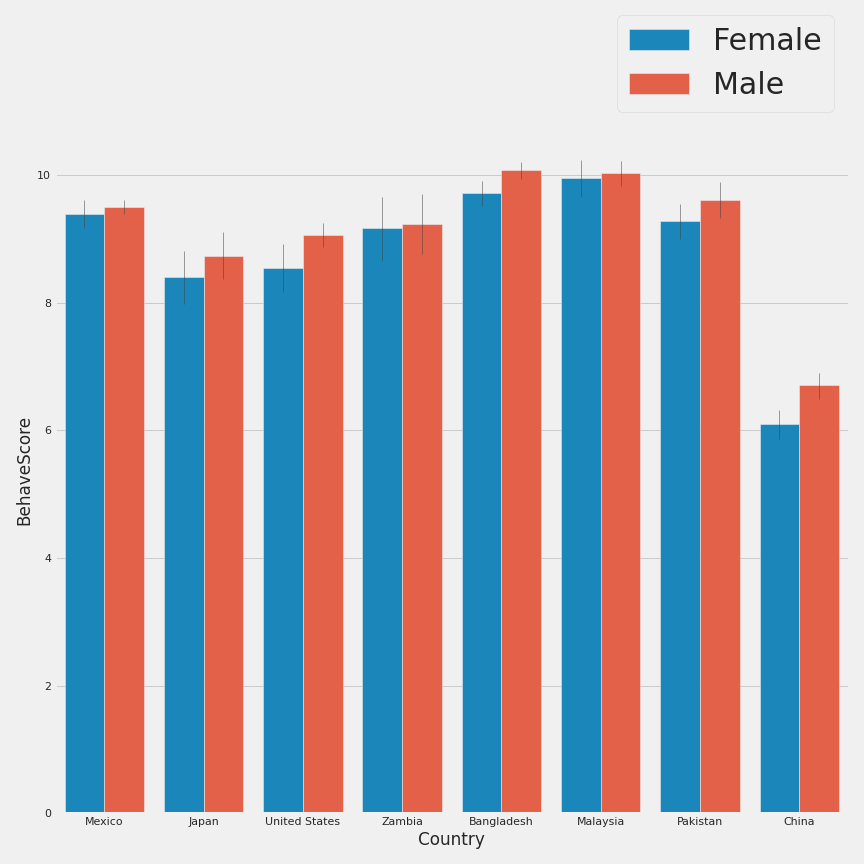 Female
Male
10
8
6
4
2
0
BehaveScore
Mexico Japan United States Zambia Bangladesh Malaysia Pakistan China
Country